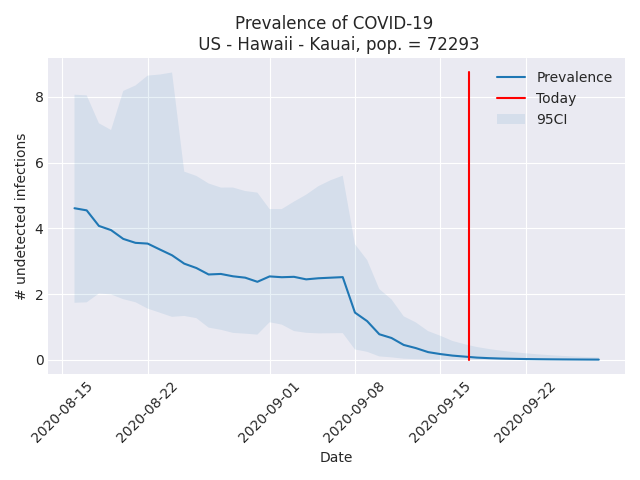 Prevalence of COVID-19
US - Hawaii - Kauai, pop. = 72293
Prevalence
Today
95CI
# undetected infections
8
6
4
2
0
2020-08-15
2020-08-22
2020-09-01
2020-09-08
2020-09-15
2020-09-22
Date